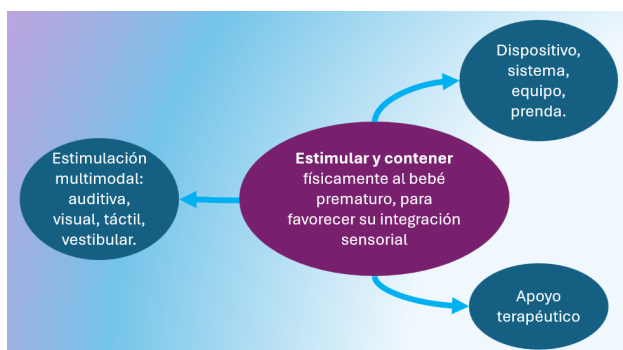 Dispositivo,
sistema,
equipo,
prenda.
Estimulación
multimodal:
auditiva,
visual, táctil,
vestibular.
Estimular y contener
físicamente al bebé
prematuro, para
favorecer su integración
sensorial
Apoyo
terapéutico